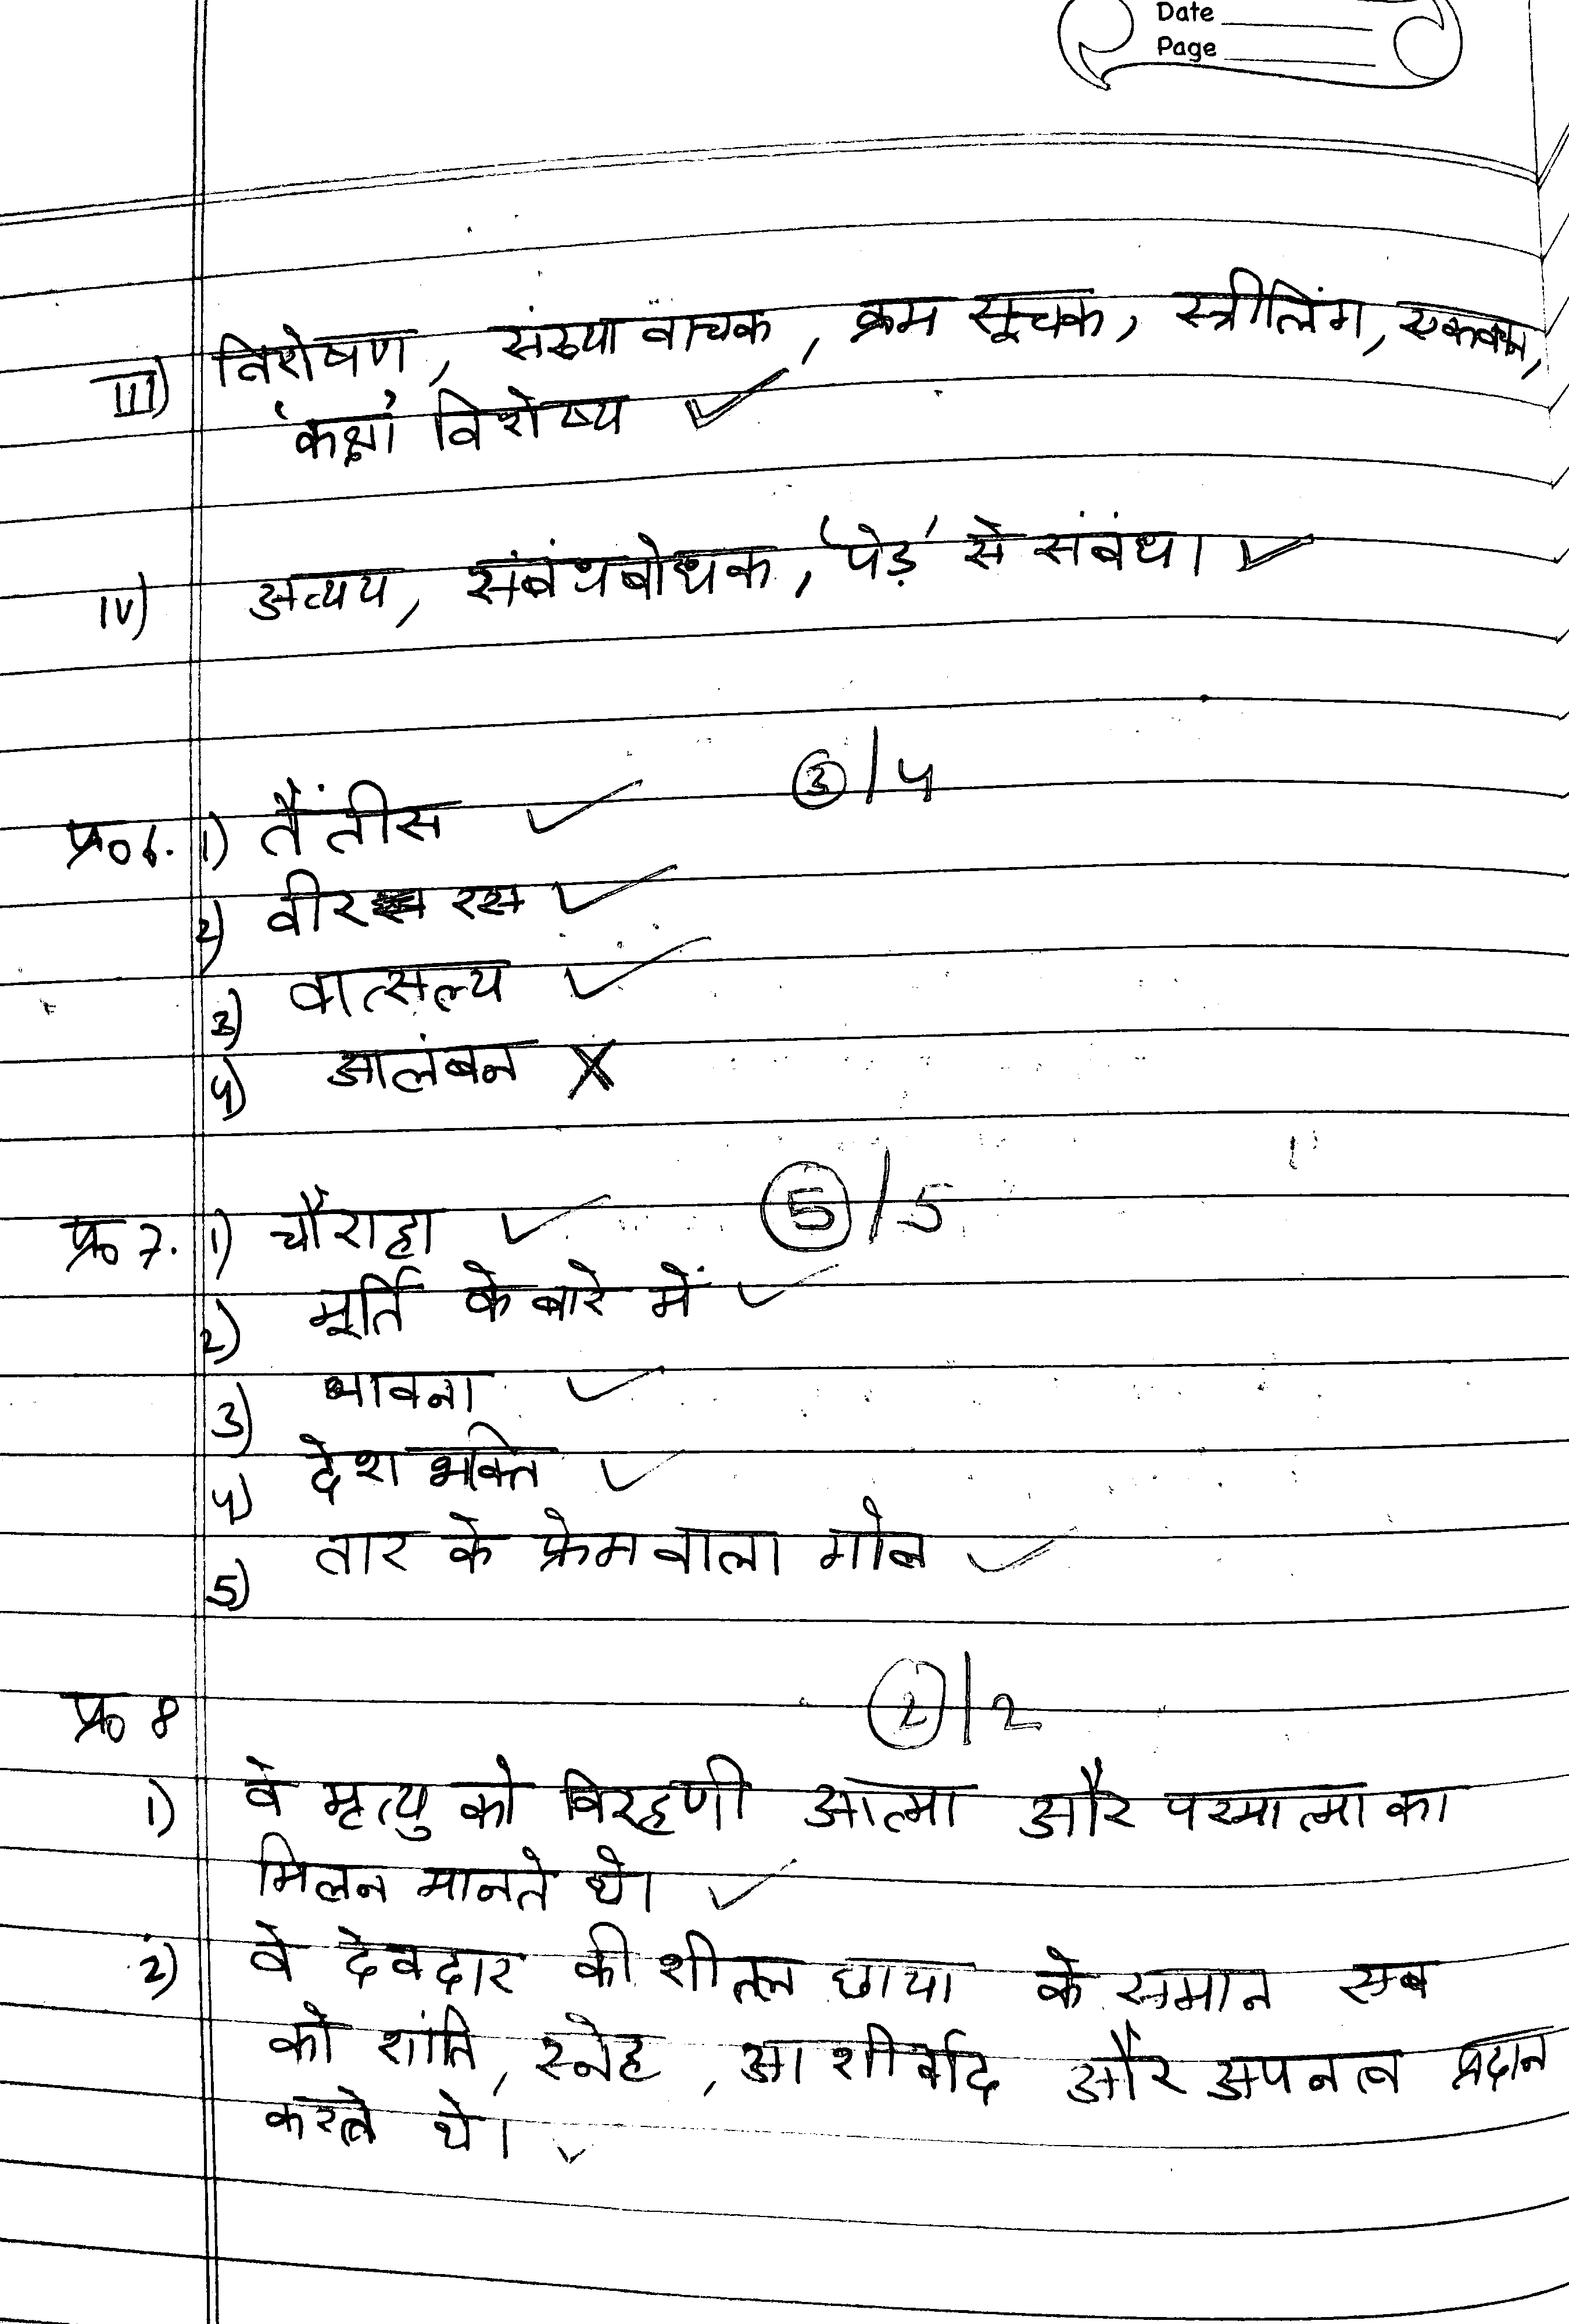 Date
Page
III) विशेषण, संख्या वाचक, क्रम सूचक, स्त्रीलिंग, एकवचन,
'कक्षा' विशेष्य ✓
IV) अव्यय, संबंधबोधक, 'पेड़' से संबंध। ✓
3/4
प्र०6. 1) तैंतीस ✓
2) वीर रस ✓
3) वात्सल्य ✓
4) आलंबन X
5/5
प्र० 7. 1) चौराहा ✓
2) मूर्ति के बारे में ✓
3) भावना ✓
4) देश भक्ति ✓
5) तार के फ्रेम वाला गोल ✓
2/2
प्र० 8
1) वे मृत्यु को विरहणी आत्मा और परमात्मा का
मिलन मानते थे। ✓
2) वे देवदार की शीतल छाया के समान सब
को शांति, स्नेह, आशीर्वाद और अपनत्व प्रदान
करते थे। ✓